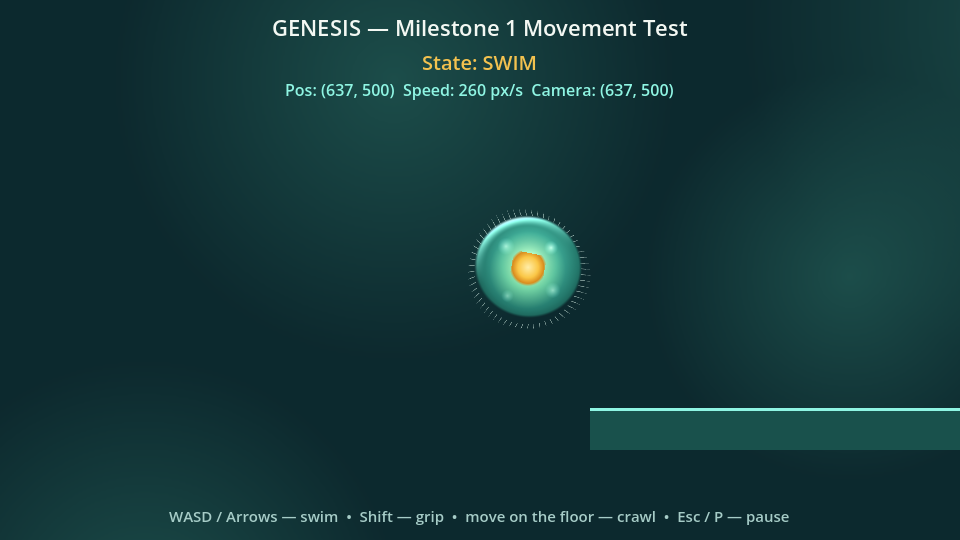 GENESIS — Milestone 1 Movement Test
State: SWIM
Pos: (637, 500)  Speed: 260 px/s  Camera: (637, 500)
WASD / Arrows — swim  •  Shift — grip  •  move on the floor — crawl  •  Esc / P — pause